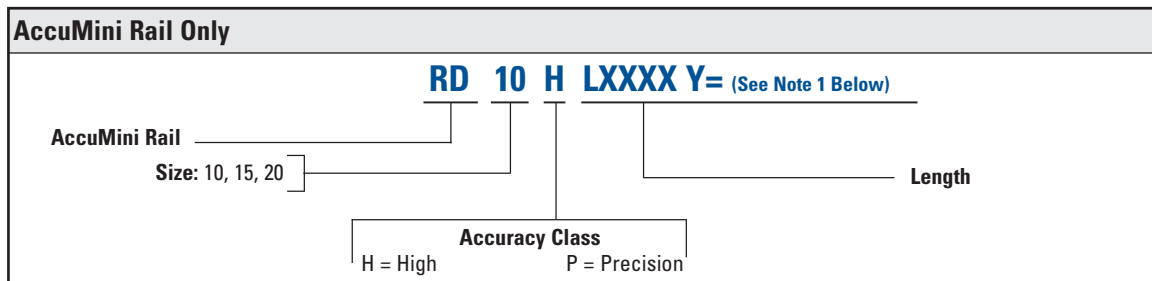 AccuMini Rail Only
RD 10 H LXXXX Y= (See Note 1 Below)
AccuMini Rail
Size: 10, 15, 20
Length
Accuracy Class
H = High P = Precision